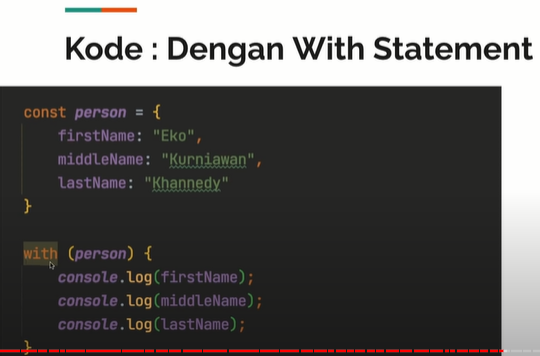 Kode : Dengan With Statement
const person = {
    firstName: "Eko",
    middleName: "Kurniawan",
    lastName: "Khannedy"
}
with (person) {
    console.log(firstName);
    console.log(middleName);
    console.log(lastName);
}